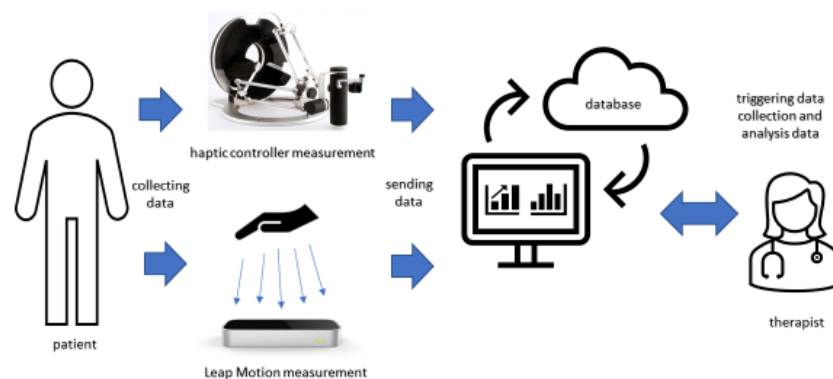 database
triggering data
collection and
analysis data
haptic controller measurement
collecting
data
sending
data
patient
Leap Motion measurement
therapist